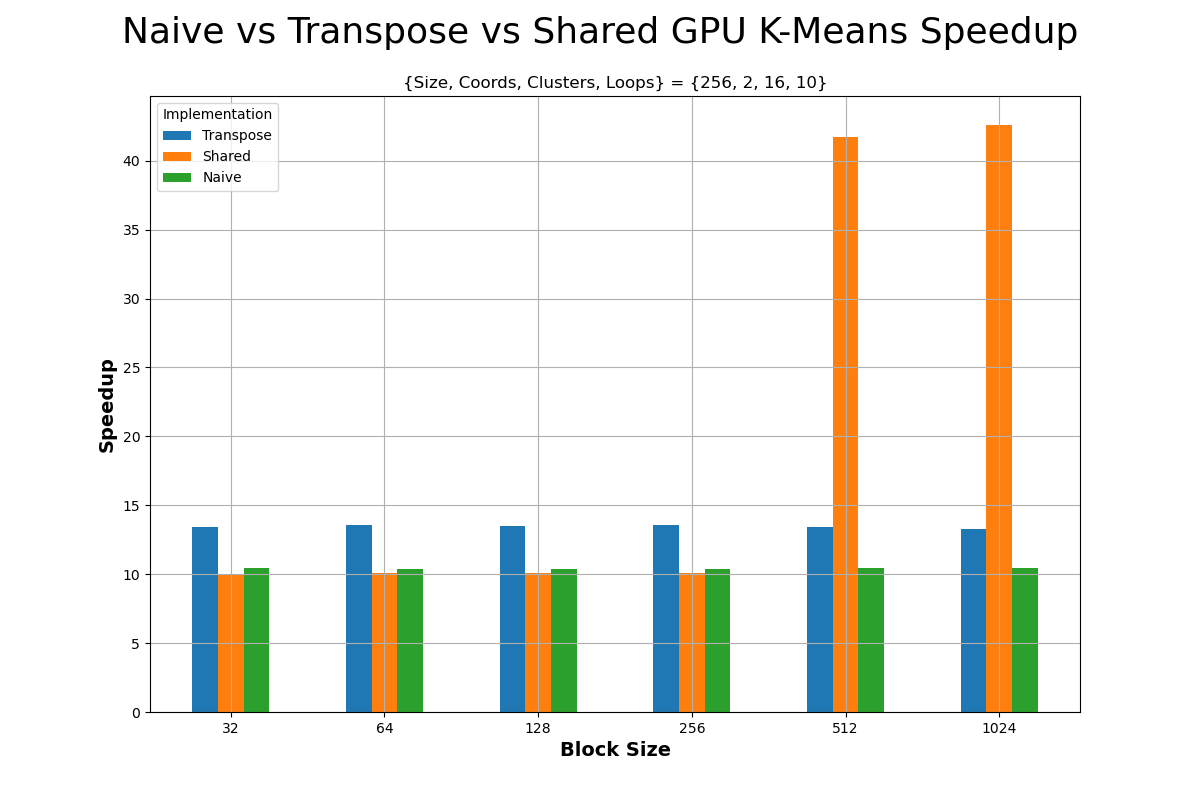 Naive vs Transpose vs Shared GPU K-Means Speedup
{Size, Coords, Clusters, Loops} = {256, 2, 16, 10}
Implementation
Transpose
Shared
Naive
40
35
30
25
20
15
10
5
0
Speedup
32 64 128 256 512 1024
Block Size